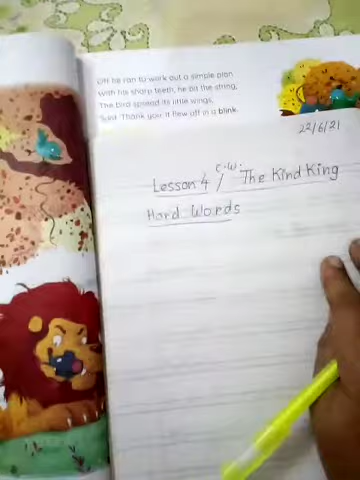 Off he ran to work out a simple plan
With his sharp teeth, he bit the string,
The bird spread its little wings,
Said 'Thank you' it flew off in a blink.
22/6/21
C.W.
Lesson 4 / The Kind King
Hard Words